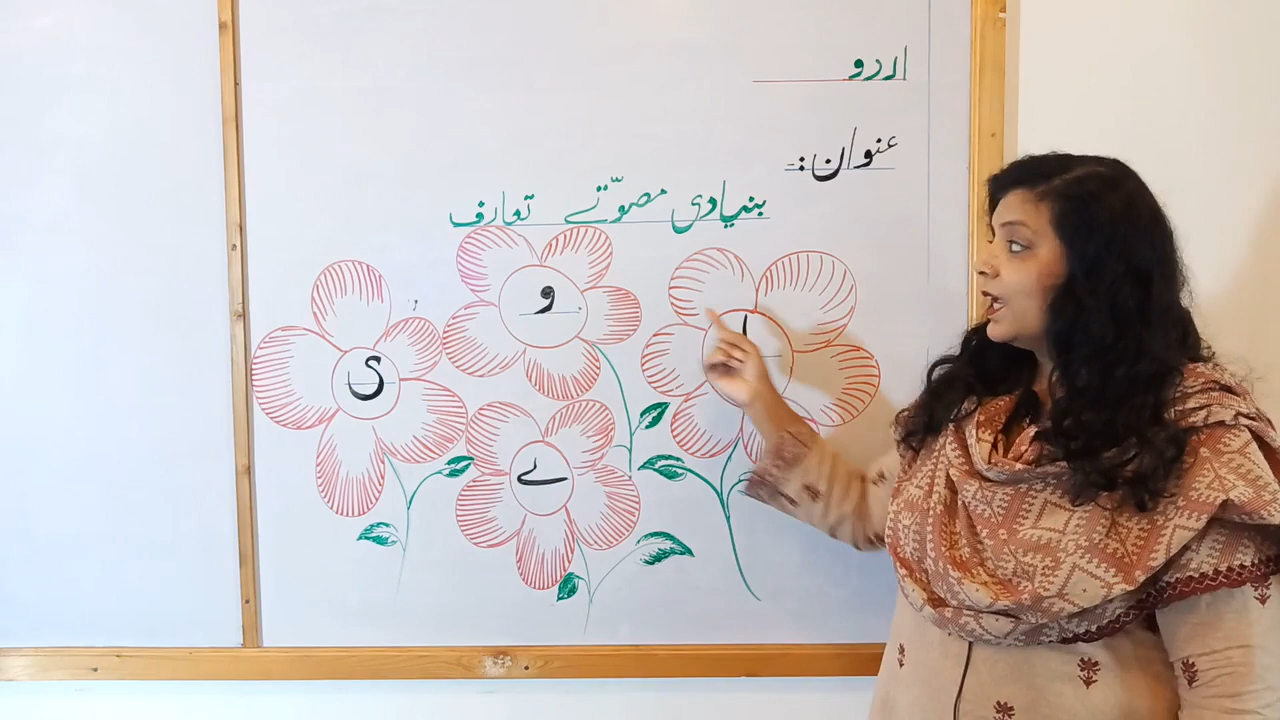 اردو
عنوان:-
بنیادی مصوّتے تعارف
ا
و
ی
ے